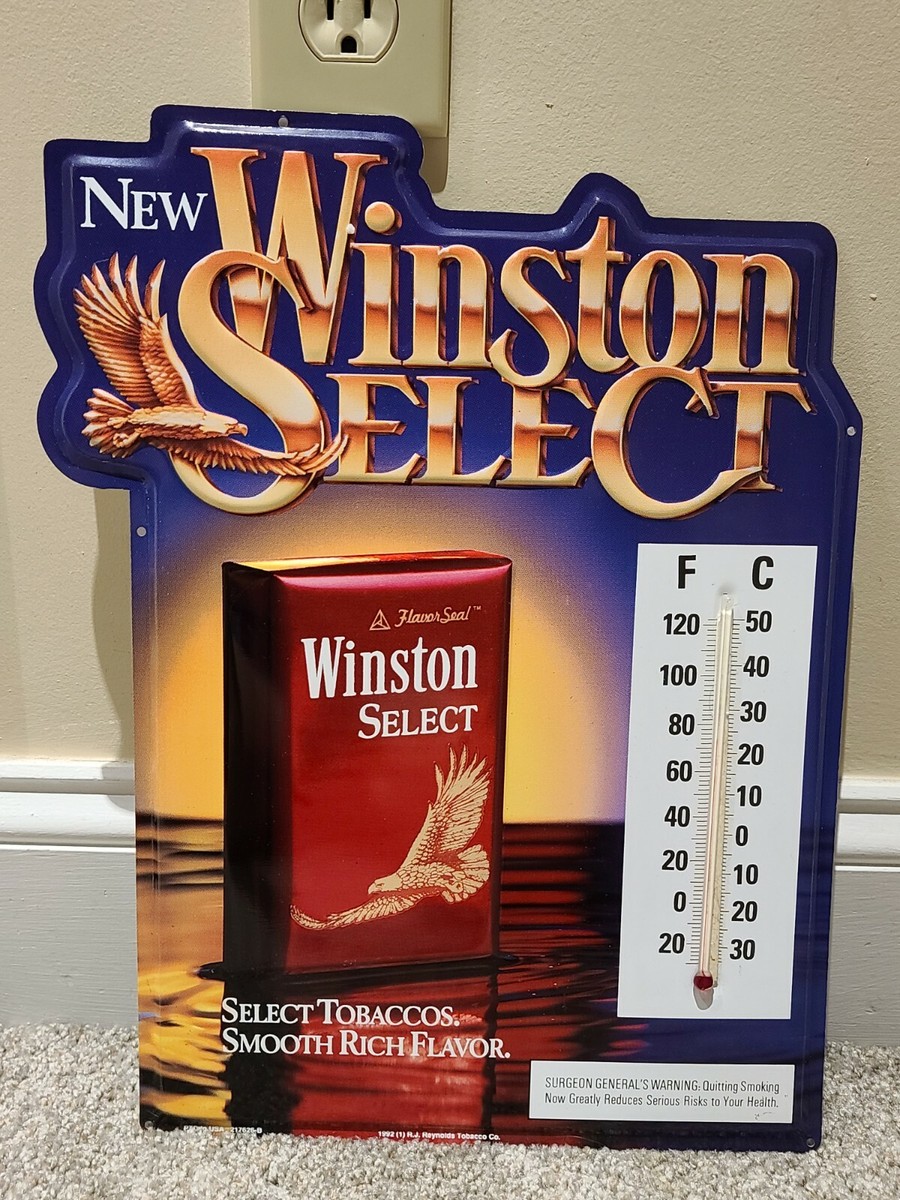 NEW
Winston
SELECT
FlavorSeal™
Winston
SELECT
F C
120 50
100 40
80 30
60 20
40 10
20 0
0 10
20 20
30
SELECT TOBACCOS.
SMOOTH RICH FLAVOR.
SURGEON GENERAL'S WARNING: Quitting Smoking
Now Greatly Reduces Serious Risks to Your Health.
1992 (1) R.J. Reynolds Tobacco Co.